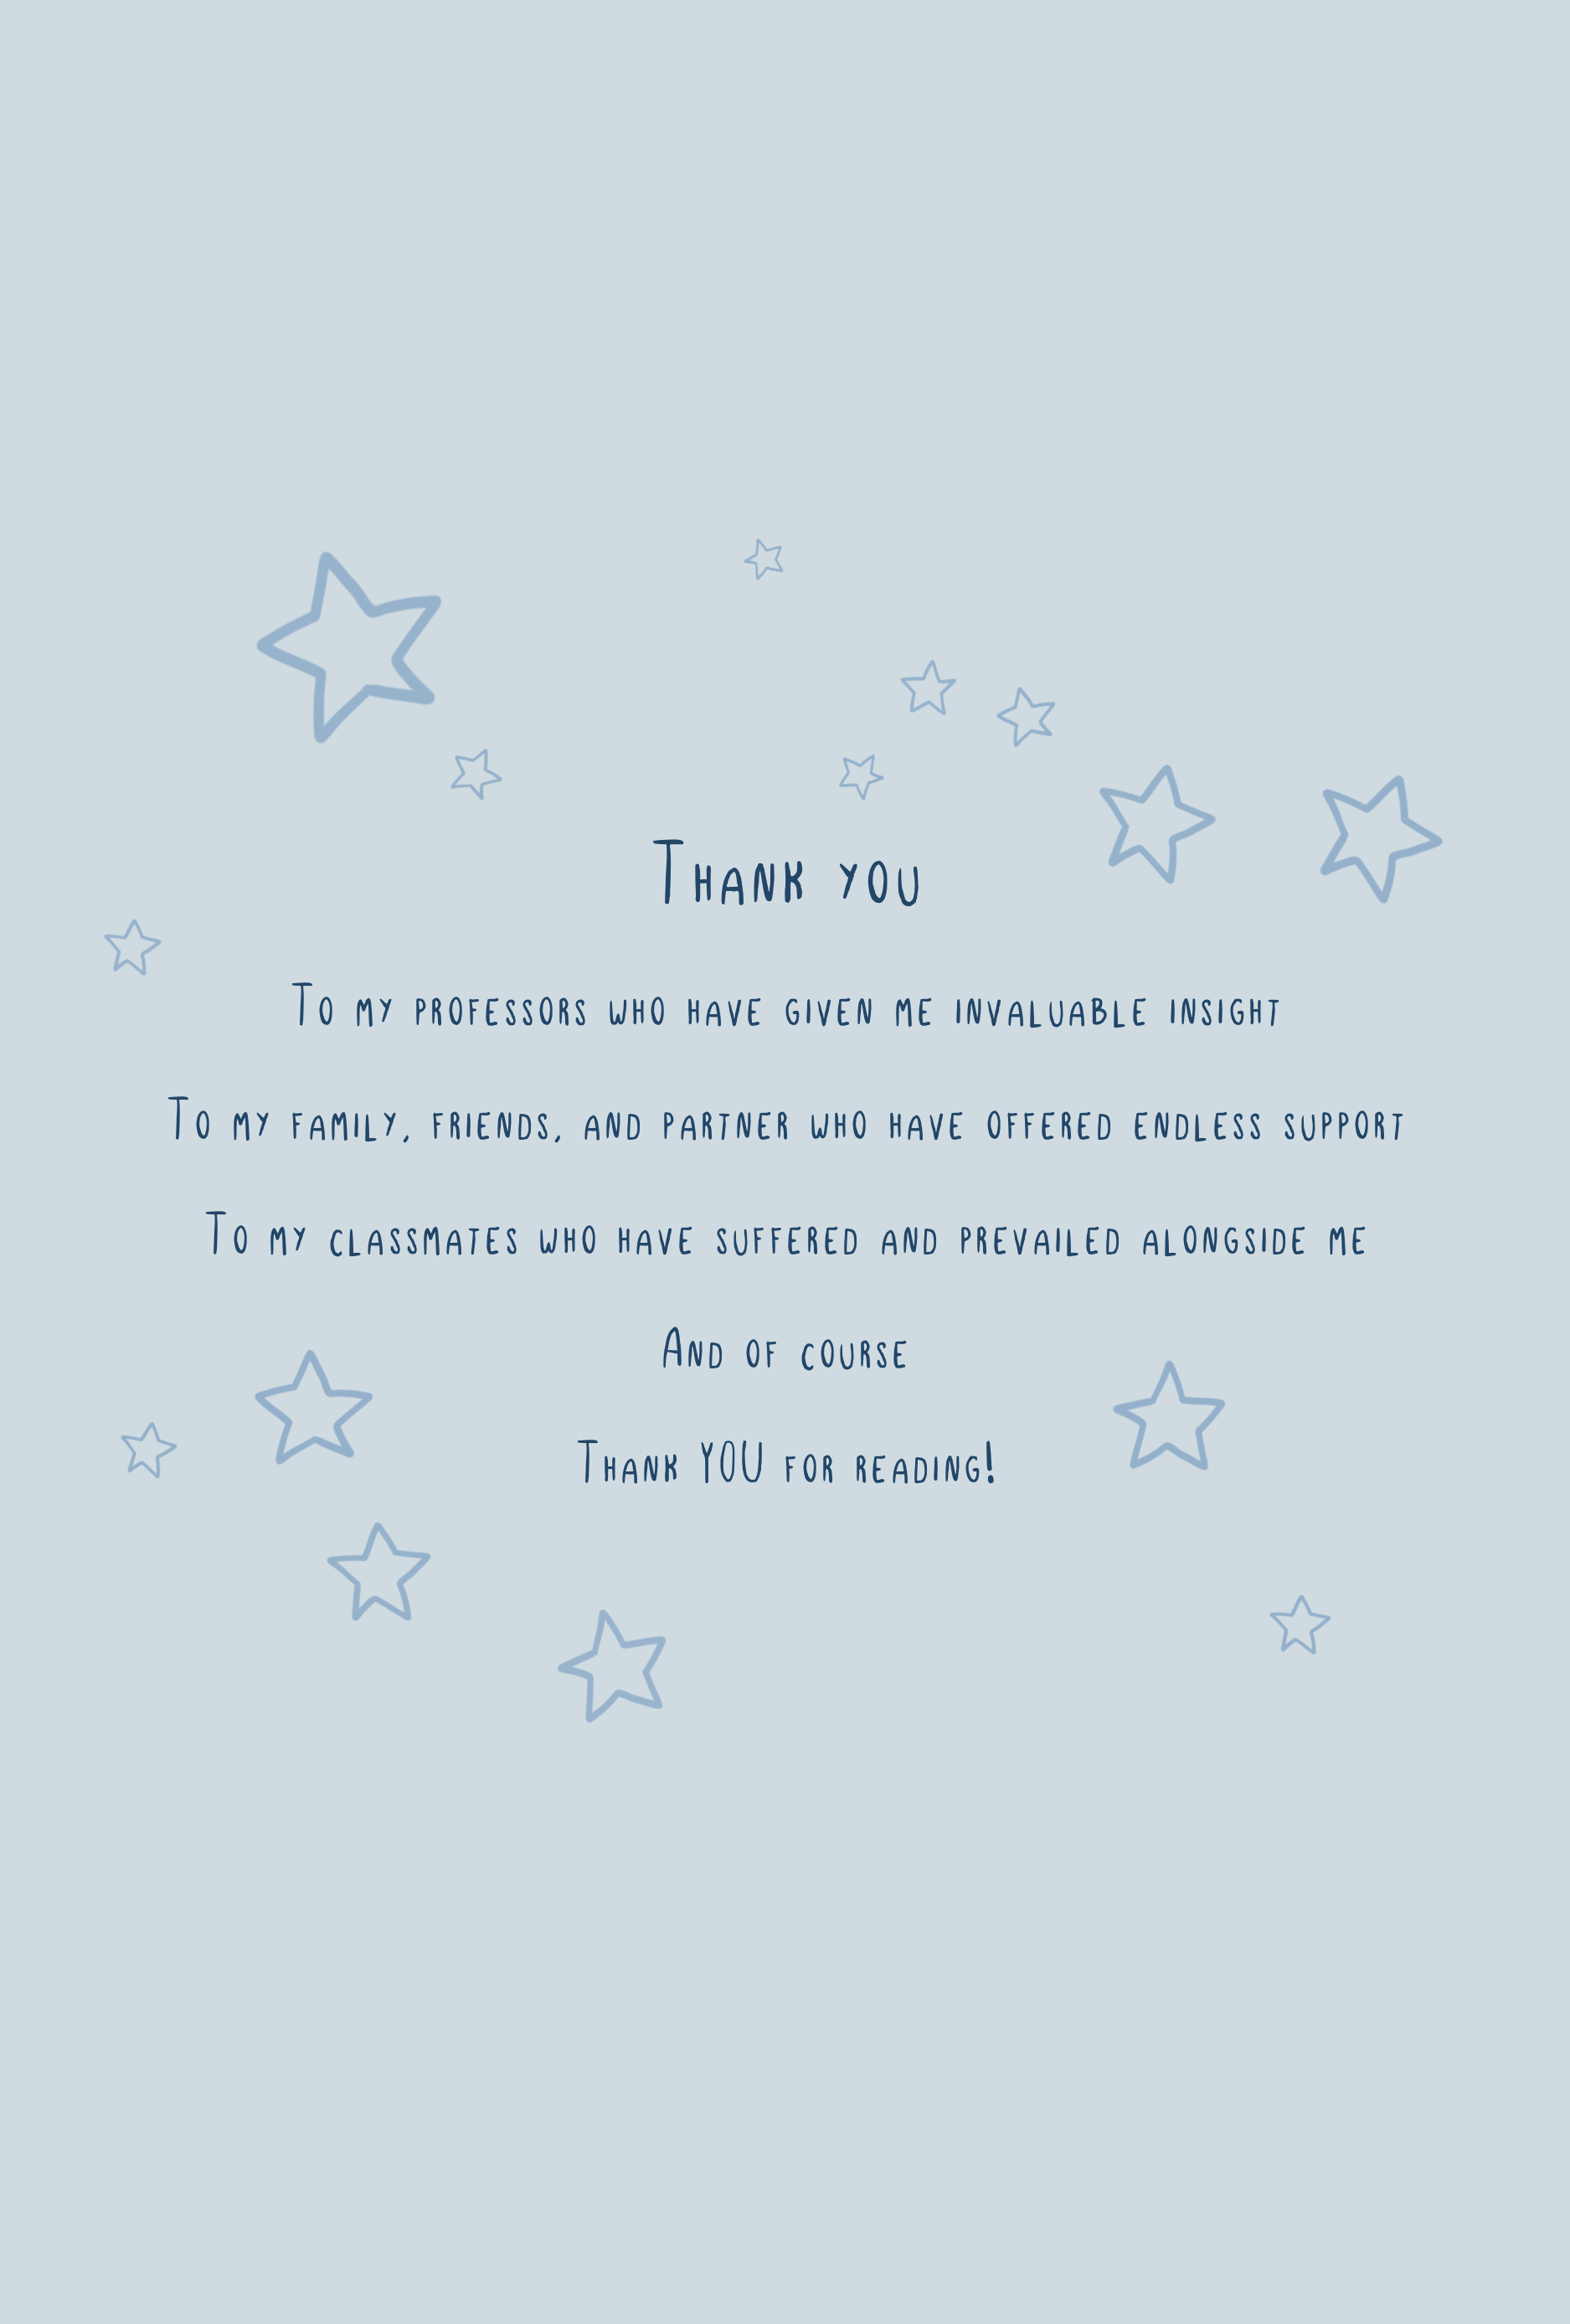 Thank you
To my professors who have given me invaluable insight
To my family, friends, and partner who have offered endless support
To my classmates who have suffered and prevailed alongside me
And of course
Thank YOU for reading!